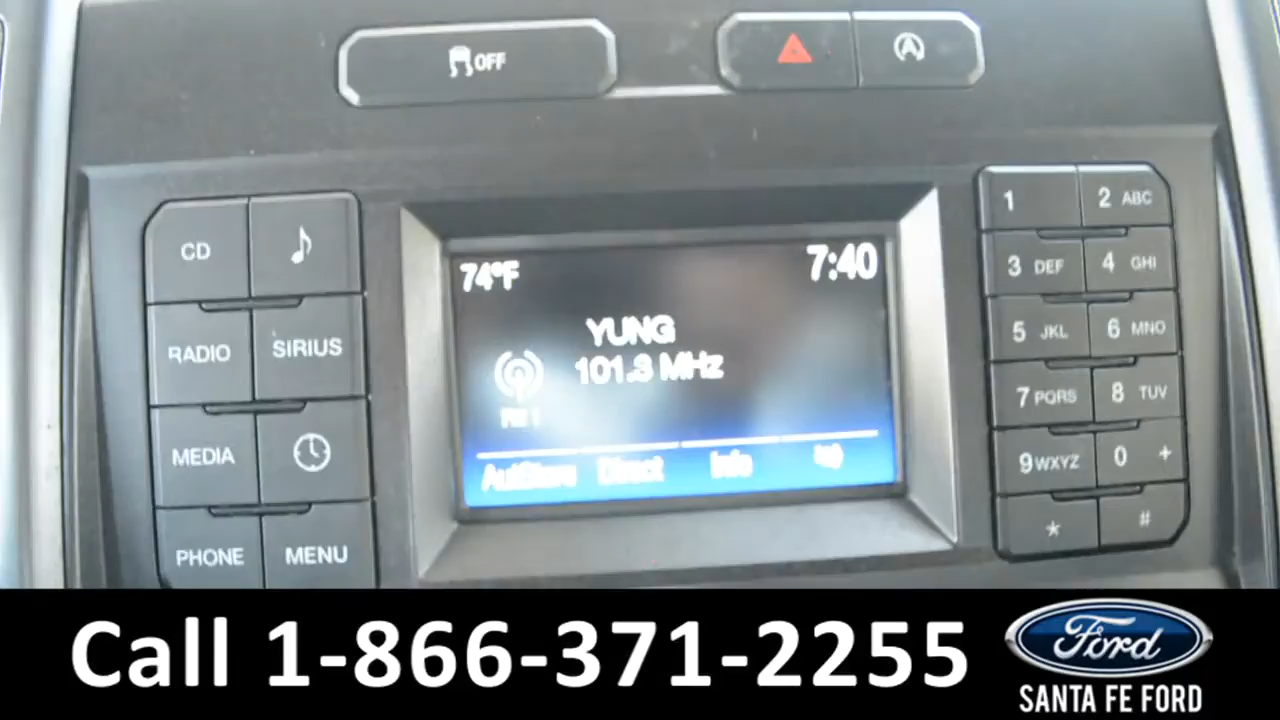 OFF
CD
RADIO SIRIUS
MEDIA
PHONE MENU
74°F 7:40
YUNG
101.3 MHz
AutoStore Direct Info
1 2 ABC
3 DEF 4 GHI
5 JKL 6 MNO
7 PQRS 8 TUV
9 WXYZ 0 +
* #
Call 1-866-371-2255
Ford
SANTA FE FORD